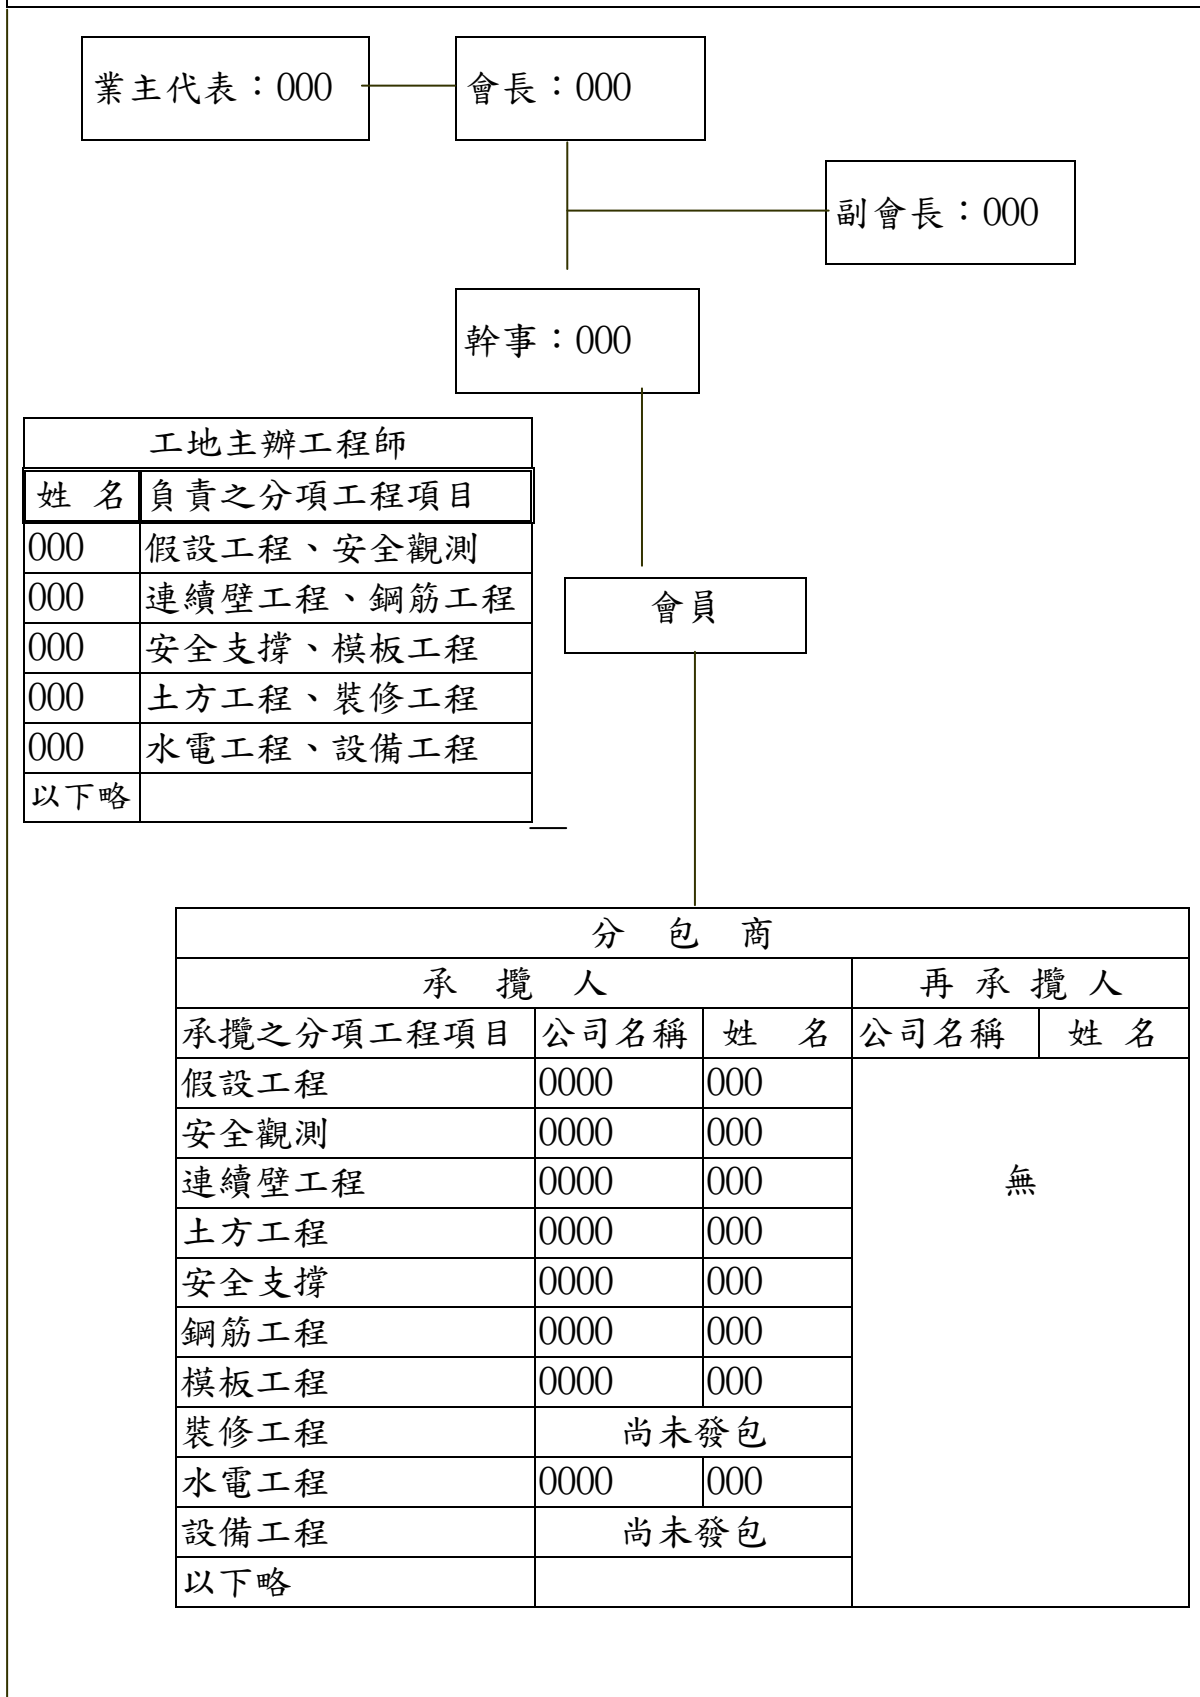 業主代表：000
會長：000
副會長：000
幹事：000
工地主辦工程師
姓 名 負責之分項工程項目
000 假設工程、安全觀測
000 連續壁工程、鋼筋工程
000 安全支撐、模板工程
000 土方工程、裝修工程
000 水電工程、設備工程
以下略
會員
分 包 商
承 攬 人 再 承 攬 人
承攬之分項工程項目 公司名稱 姓 名 公司名稱 姓 名
假設工程 0000 000
安全觀測 0000 000
連續壁工程 0000 000 無
土方工程 0000 000
安全支撐 0000 000
鋼筋工程 0000 000
模板工程 0000 000
裝修工程 尚未發包
水電工程 0000 000
設備工程 尚未發包
以下略